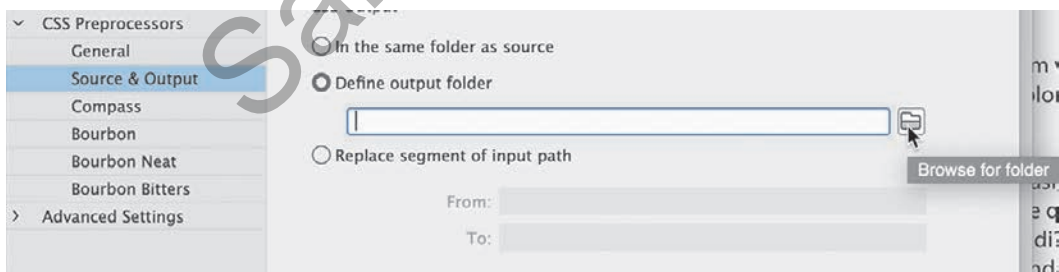 CSS Preprocessors
General
Source & Output
Compass
Bourbon
Bourbon Neat
Bourbon Bitters
Advanced Settings
In the same folder as source
Define output folder
Replace segment of input path
From:
To:
Browse for folder